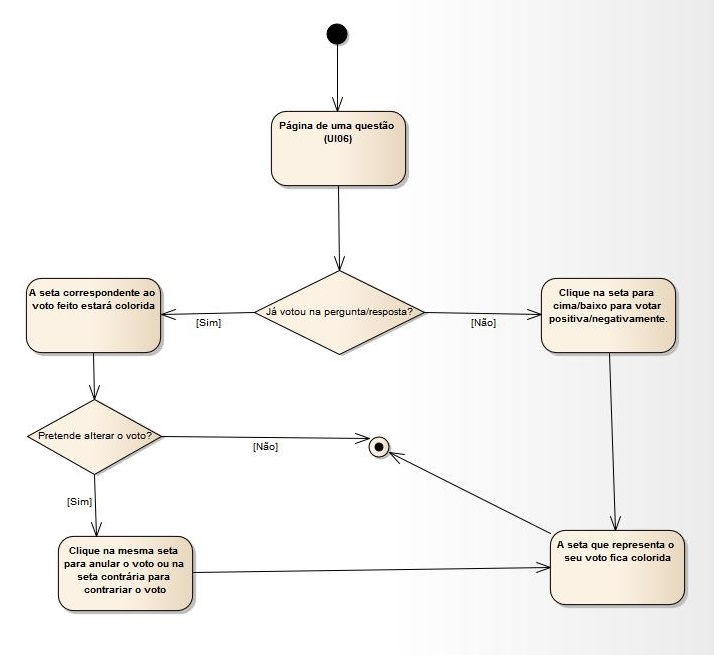 Página de uma questão
(UI06)
A seta correspondente ao
voto feito estará colorida
[Sim]
Já votou na pergunta/resposta?
[Não]
Clique na seta para
cima/baixo para votar
positiva/negativamente.
Pretende alterar o voto?
[Não]
[Sim]
Clique na mesma seta
para anular o voto ou na
seta contrária para
contrariar o voto
A seta que representa o
seu voto fica colorida